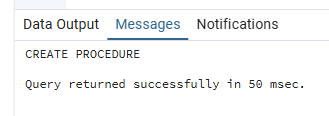 Data Output Messages Notifications
CREATE PROCEDURE
Query returned successfully in 50 msec.